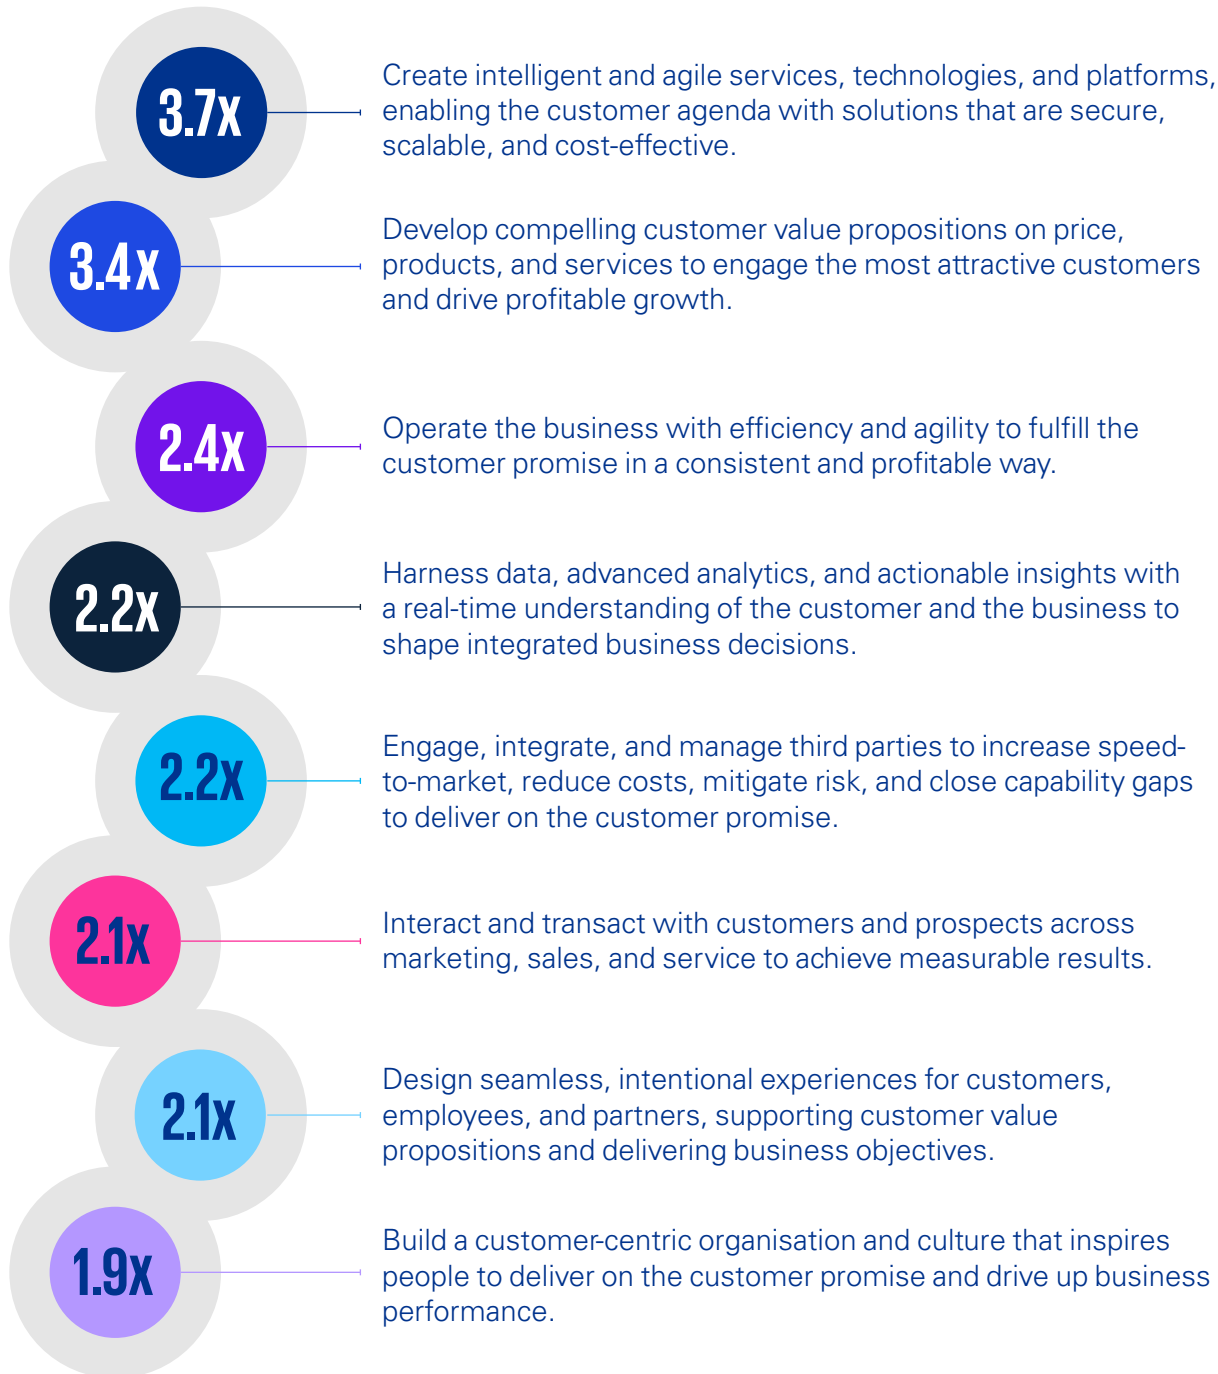 3.7x
Create intelligent and agile services, technologies, and platforms,
enabling the customer agenda with solutions that are secure,
scalable, and cost-effective.
3.4x
Develop compelling customer value propositions on price,
products, and services to engage the most attractive customers
and drive profitable growth.
2.4x
Operate the business with efficiency and agility to fulfill the
customer promise in a consistent and profitable way.
2.2x
Harness data, advanced analytics, and actionable insights with
a real-time understanding of the customer and the business to
shape integrated business decisions.
2.2x
Engage, integrate, and manage third parties to increase speed-
to-market, reduce costs, mitigate risk, and close capability gaps
to deliver on the customer promise.
2.1x
Interact and transact with customers and prospects across
marketing, sales, and service to achieve measurable results.
2.1x
Design seamless, intentional experiences for customers,
employees, and partners, supporting customer value
propositions and delivering business objectives.
1.9x
Build a customer-centric organisation and culture that inspires
people to deliver on the customer promise and drive up business
performance.